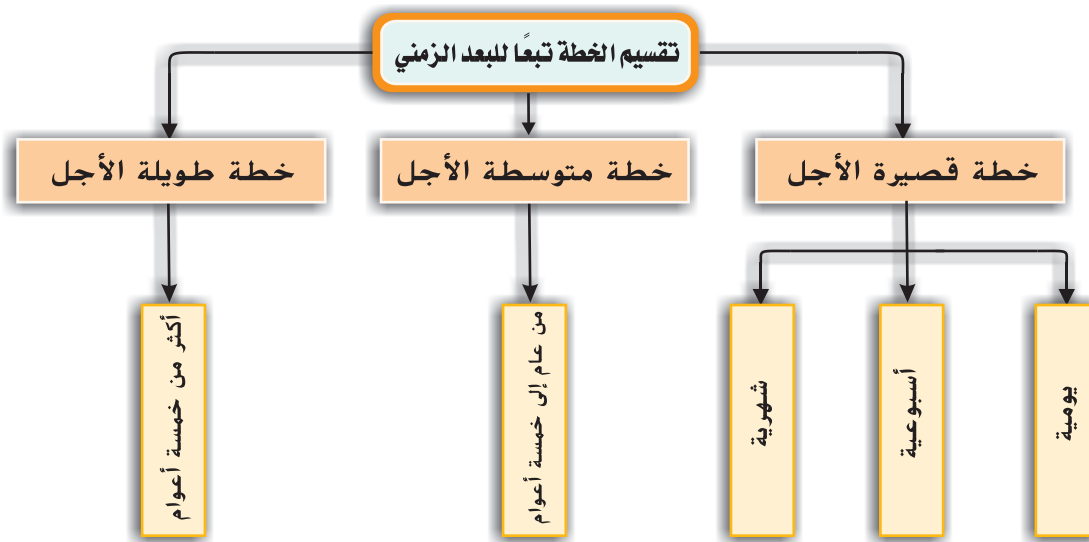 تقسيم الخطة تبعًا للبعد الزمني
خطة قصيرة الأجل
خطة متوسطة الأجل
خطة طويلة الأجل
يومية
أسبوعية
شهرية
من عام إلى خمسة أعوام
أكثر من خمسة أعوام